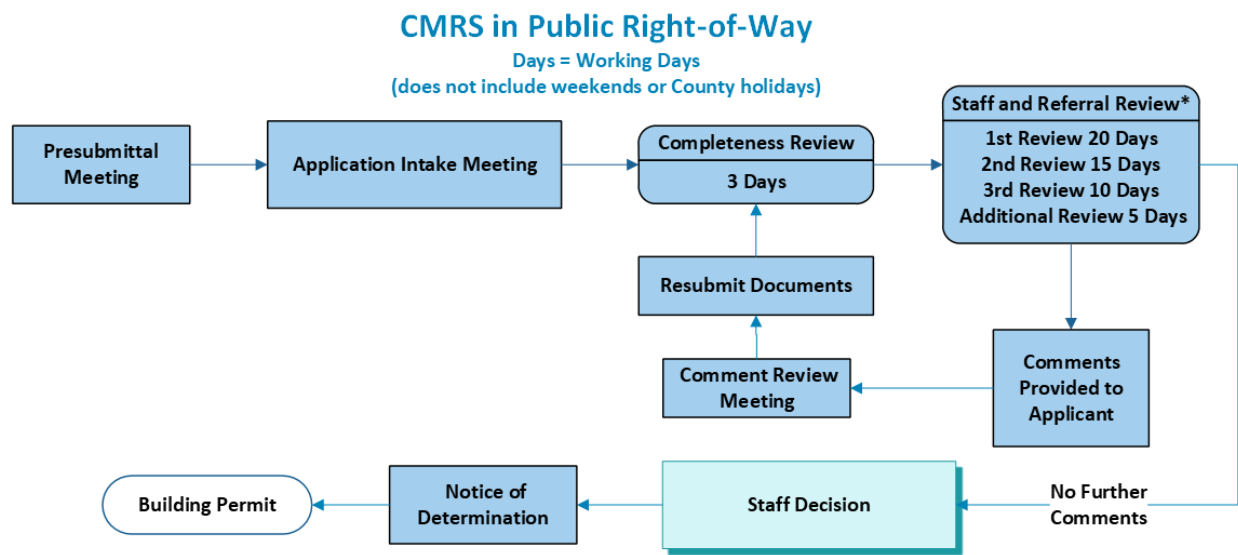 CMRS in Public Right-of-Way
Days = Working Days
(does not include weekends or County holidays)
Presubmittal
Meeting
Application Intake Meeting
Completeness Review
3 Days
Staff and Referral Review*
1st Review 20 Days
2nd Review 15 Days
3rd Review 10 Days
Additional Review 5 Days
Resubmit Documents
Comment Review
Meeting
Comments
Provided to
Applicant
Building Permit
Notice of
Determination
Staff Decision
No Further
Comments